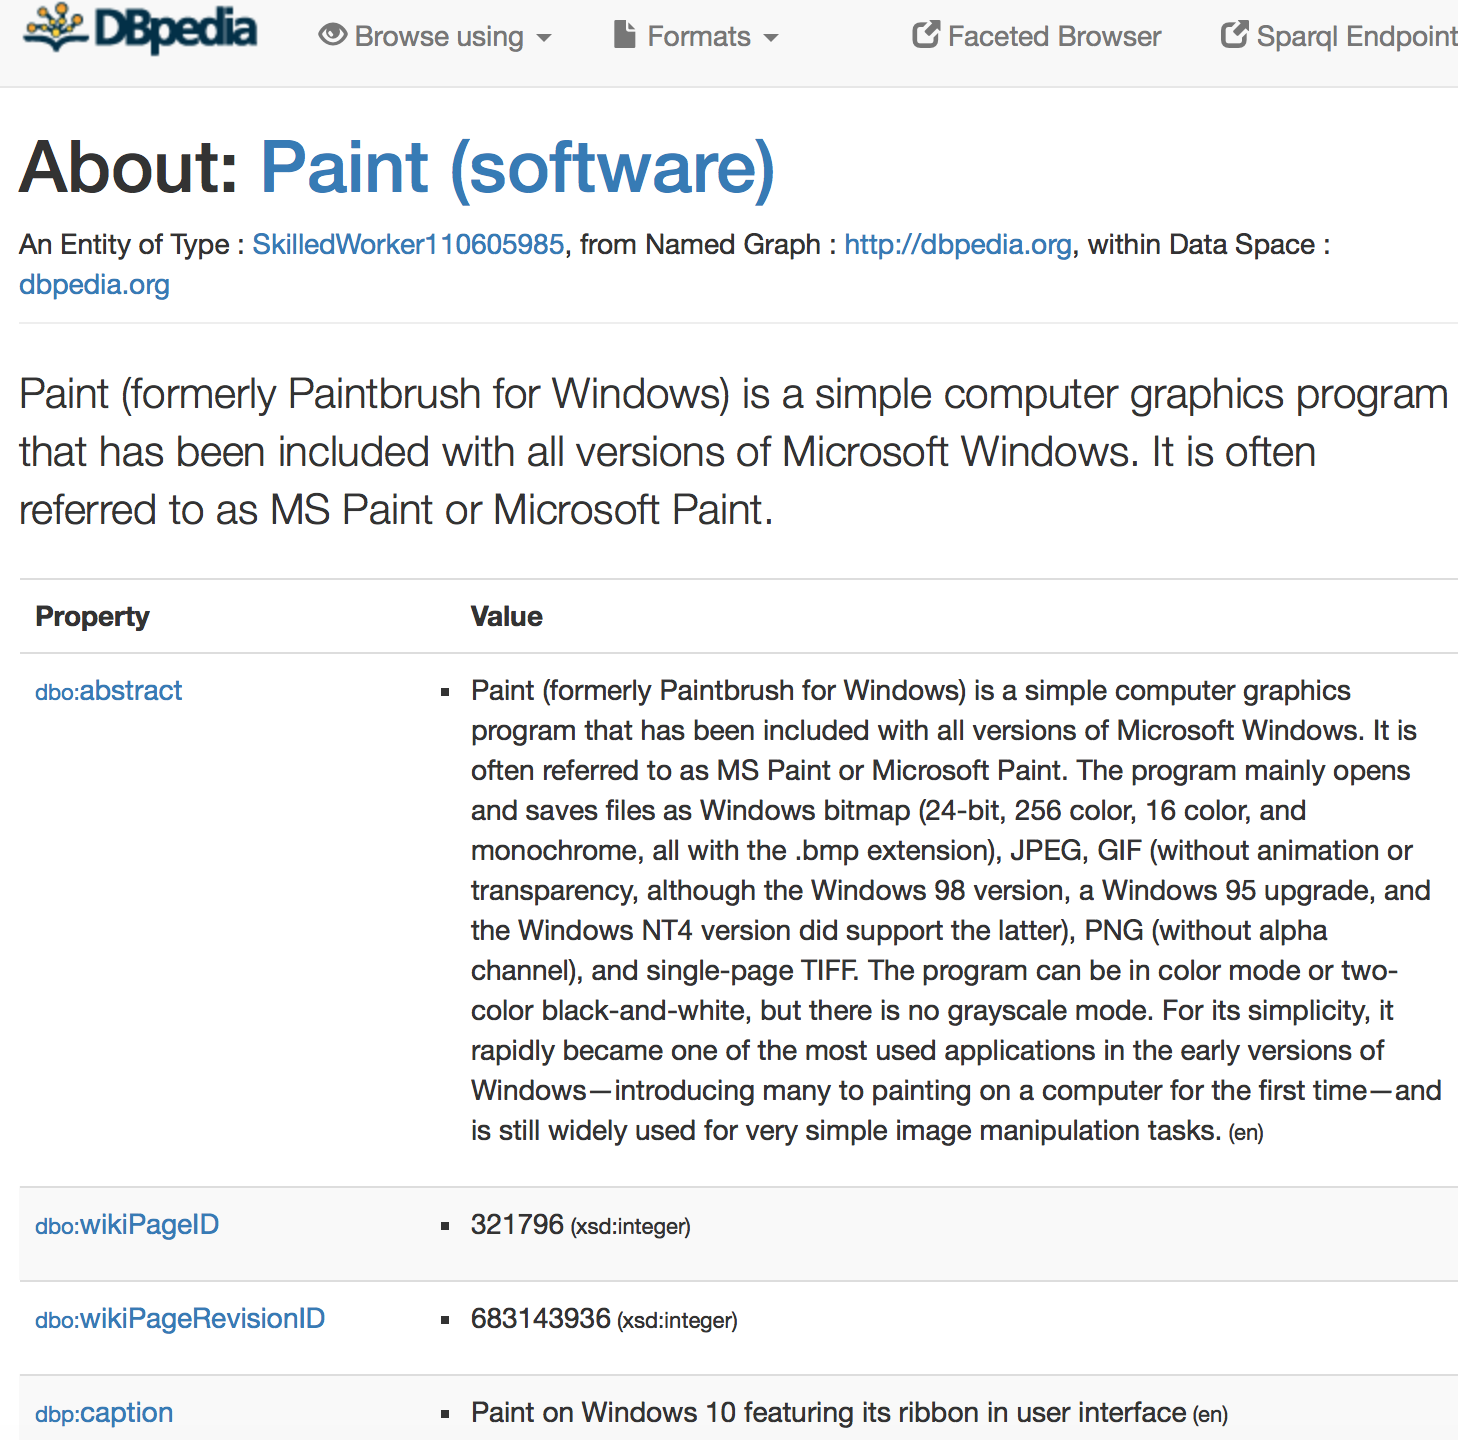 DBpedia Browse using Formats Faceted Browser Sparql Endpoint
About: Paint (software)
An Entity of Type : SkilledWorker110605985, from Named Graph : http://dbpedia.org, within Data Space :
dbpedia.org
Paint (formerly Paintbrush for Windows) is a simple computer graphics program
that has been included with all versions of Microsoft Windows. It is often
referred to as MS Paint or Microsoft Paint.
Property Value
dbo:abstract ▪ Paint (formerly Paintbrush for Windows) is a simple computer graphics
program that has been included with all versions of Microsoft Windows. It is
often referred to as MS Paint or Microsoft Paint. The program mainly opens
and saves files as Windows bitmap (24-bit, 256 color, 16 color, and
monochrome, all with the .bmp extension), JPEG, GIF (without animation or
transparency, although the Windows 98 version, a Windows 95 upgrade, and
the Windows NT4 version did support the latter), PNG (without alpha
channel), and single-page TIFF. The program can be in color mode or two-
color black-and-white, but there is no grayscale mode. For its simplicity, it
rapidly became one of the most used applications in the early versions of
Windows—introducing many to painting on a computer for the first time—and
is still widely used for very simple image manipulation tasks. (en)
dbo:wikiPageID ▪ 321796 (xsd:integer)
dbo:wikiPageRevisionID ▪ 683143936 (xsd:integer)
dbp:caption ▪ Paint on Windows 10 featuring its ribbon in user interface (en)